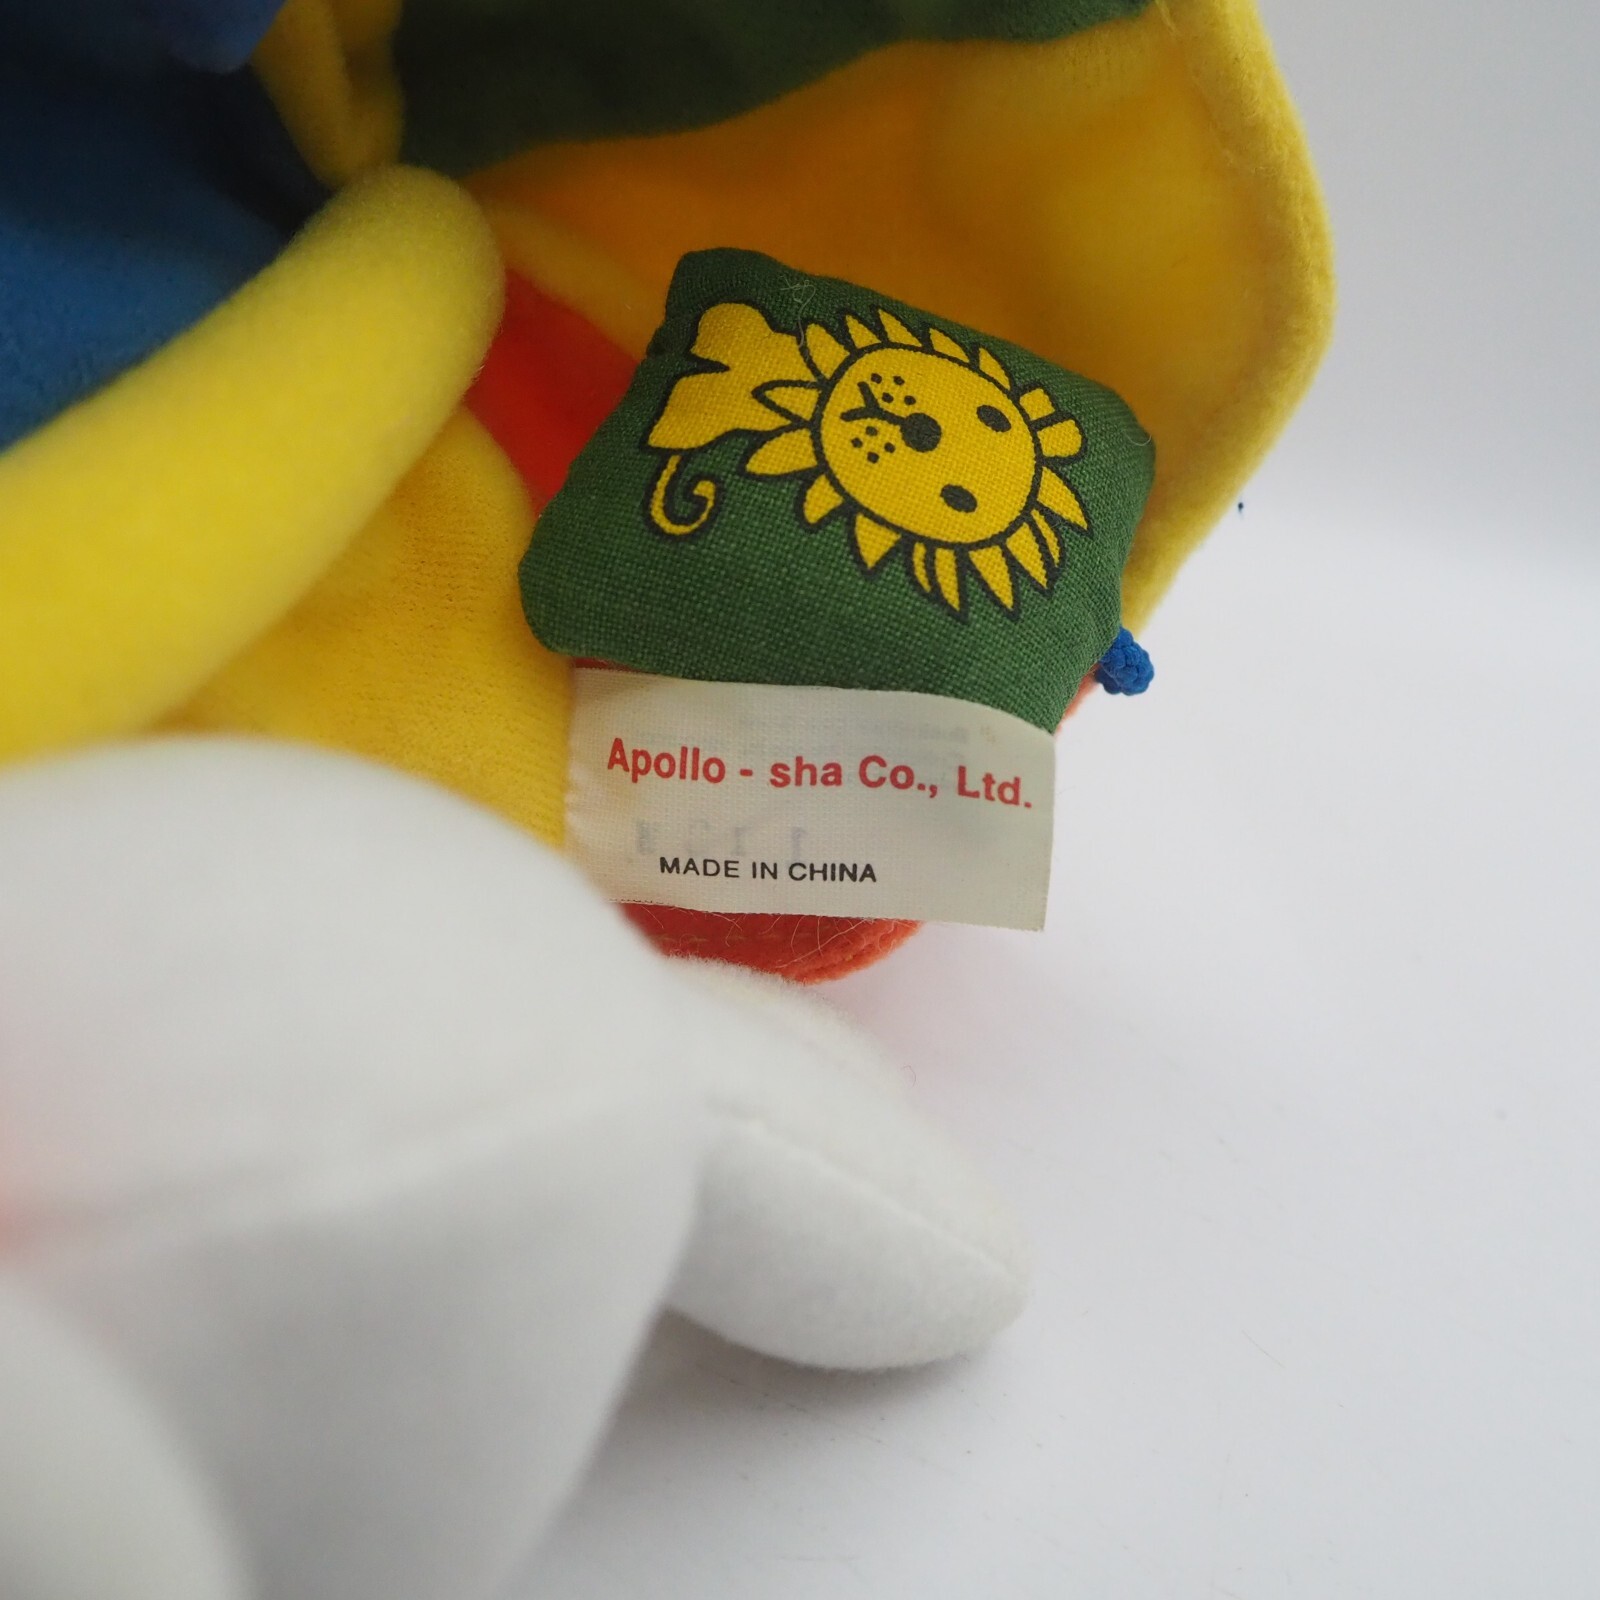 Apollo - sha Co., Ltd.
MADE IN CHINA